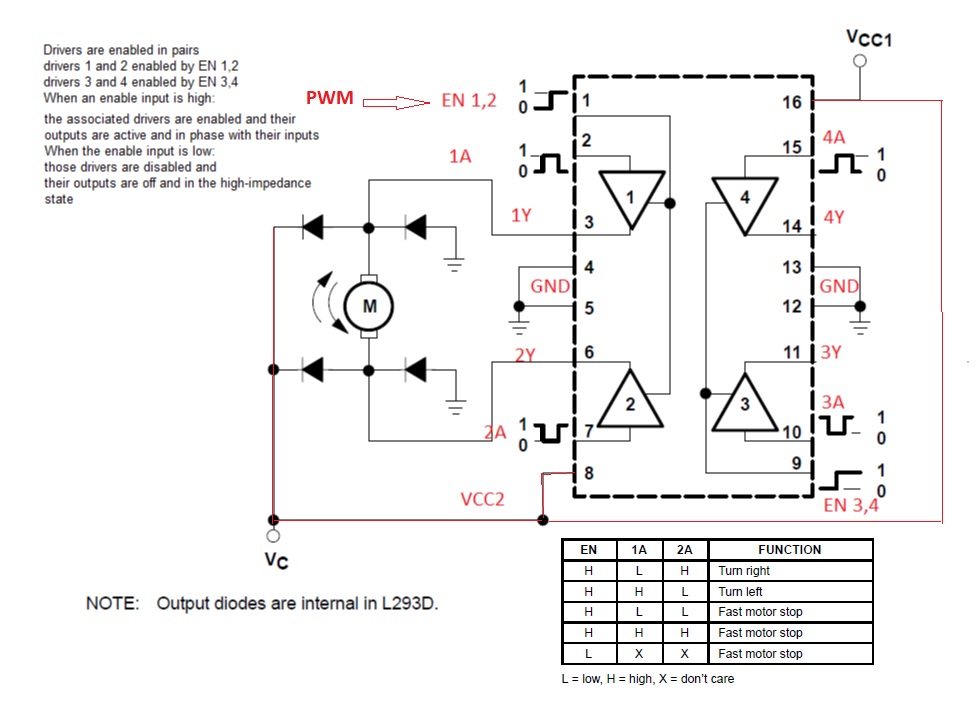 Drivers are enabled in pairs
drivers 1 and 2 enabled by EN 1,2
drivers 3 and 4 enabled by EN 3,4
When an enable input is high:
the associated drivers are enabled and their
outputs are active and in phase with their inputs
When the enable input is low:
those drivers are disabled and
their outputs are off and in the high-impedance
state
VCC1
PWM
EN 1,2
1
0
1
16
1A
1
0
2
15
4A
1
0
1
4
1Y
3
14
4Y
4
13
GND
GND
5
12
M
2Y
6
11
3Y
2
3
2A
1
0
7
10
3A
1
0
8
9
1
0
EN 3,4
VCC2
VC
NOTE: Output diodes are internal in L293D.
EN 1A 2A FUNCTION
H L H Turn right
H H L Turn left
H L L Fast motor stop
H H H Fast motor stop
L X X Fast motor stop
L = low, H = high, X = don't care